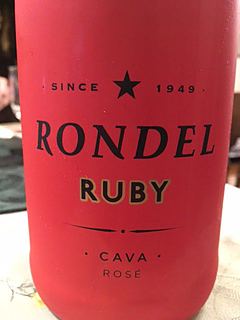 · SINCE ★ 1949 ·
RONDEL
RUBY
· CAVA ·
ROSÉ